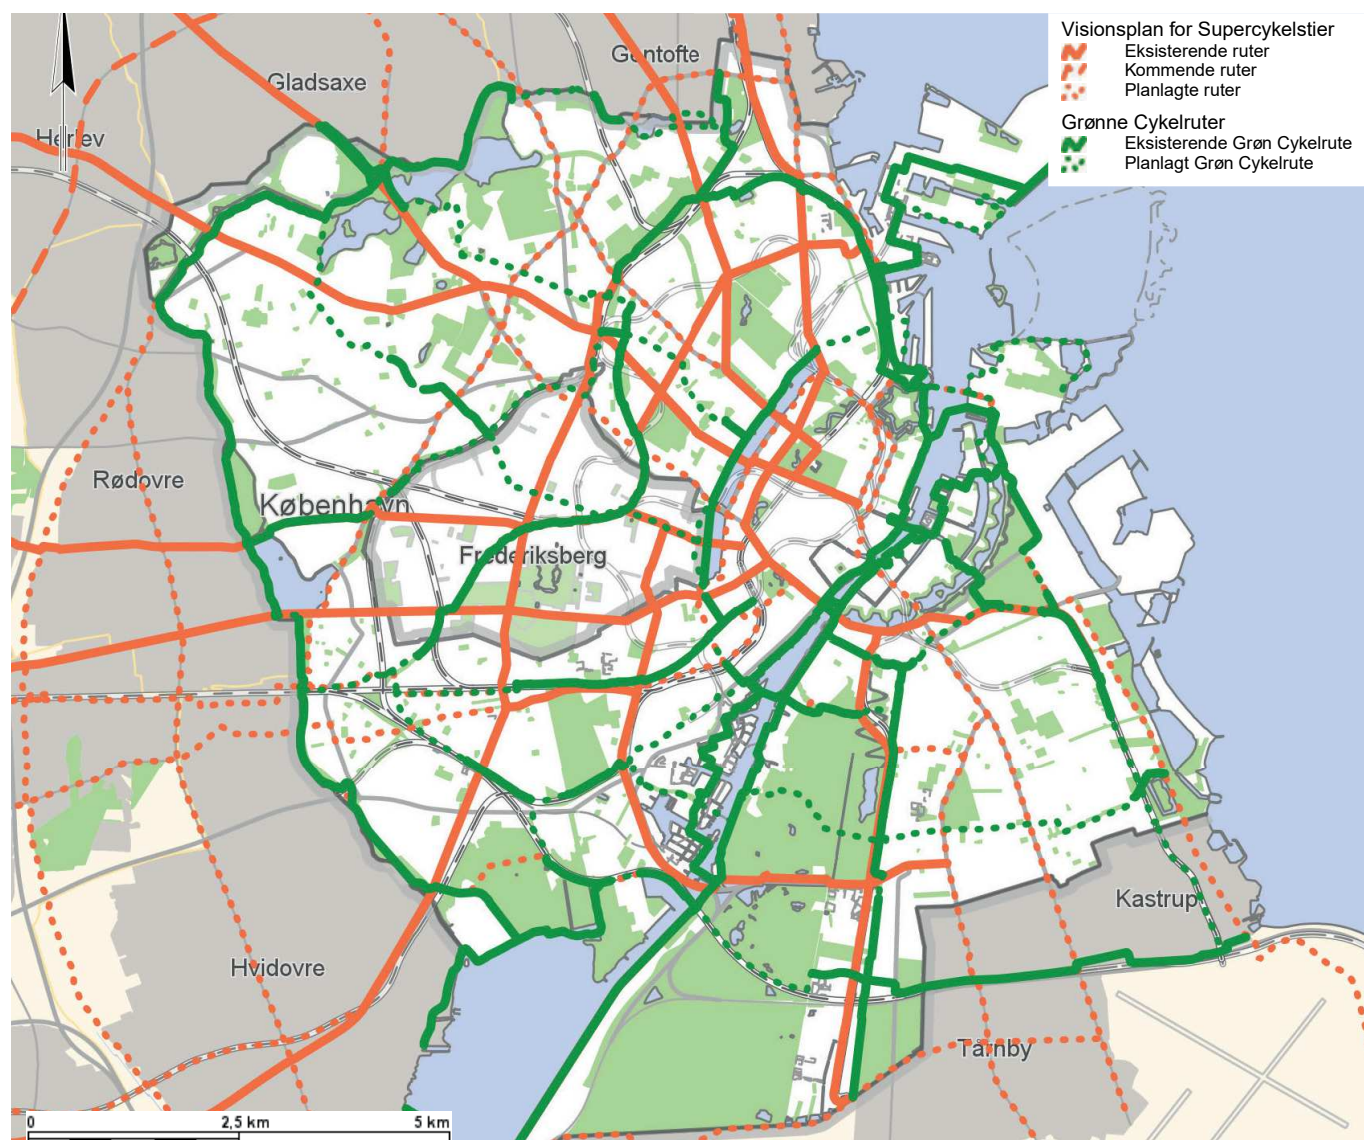 Visionsplan for Supercykelstier
Eksisterende ruter
Kommende ruter
Planlagte ruter
Grønne Cykelruter
Eksisterende Grøn Cykelrute
Planlagt Grøn Cykelrute
Gentofte
Gladsaxe
Herlev
Rødovre
København
Frederiksberg
Kastrup
Hvidovre
Tårnby
0 2,5 km 5 km